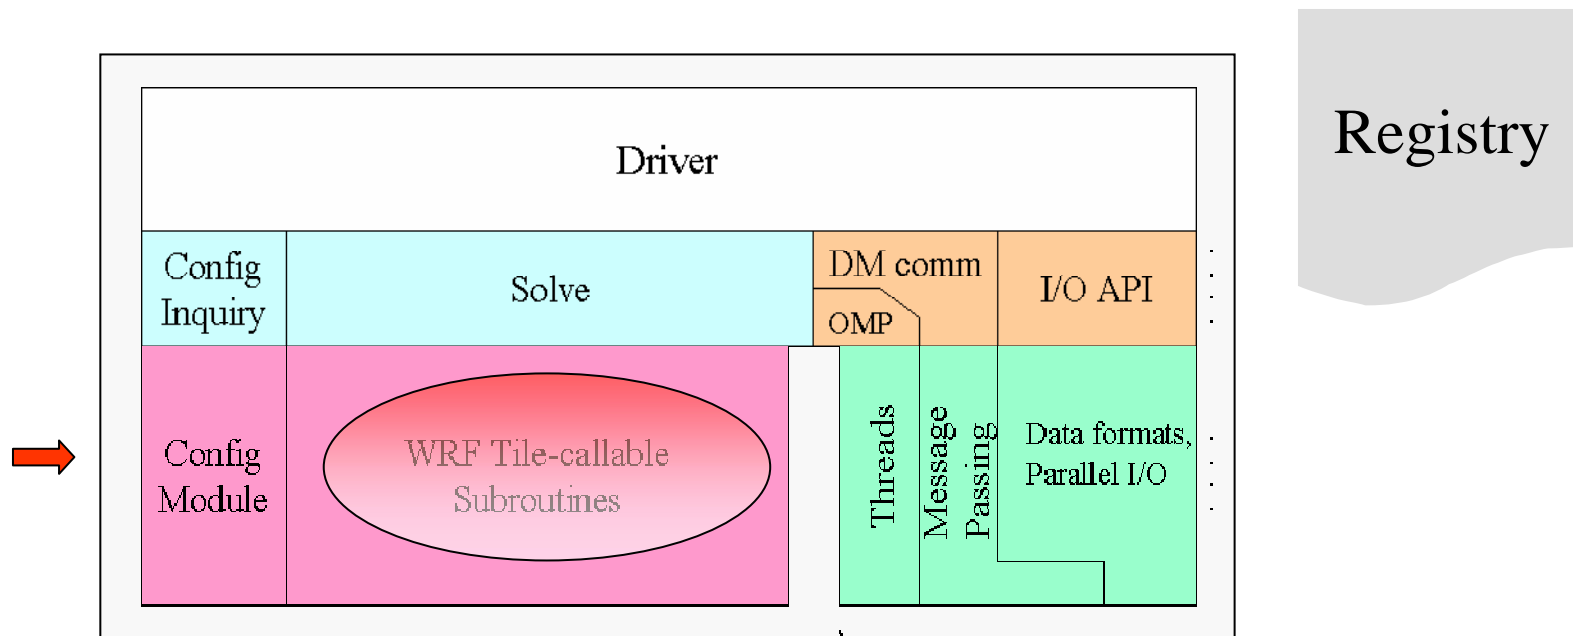 Registry
Driver
Config
Inquiry
Solve
DM comm
OMP
I/O API
Config
Module
WRF Tile-callable
Subroutines
Threads
Message
Passing
Data formats,
Parallel I/O